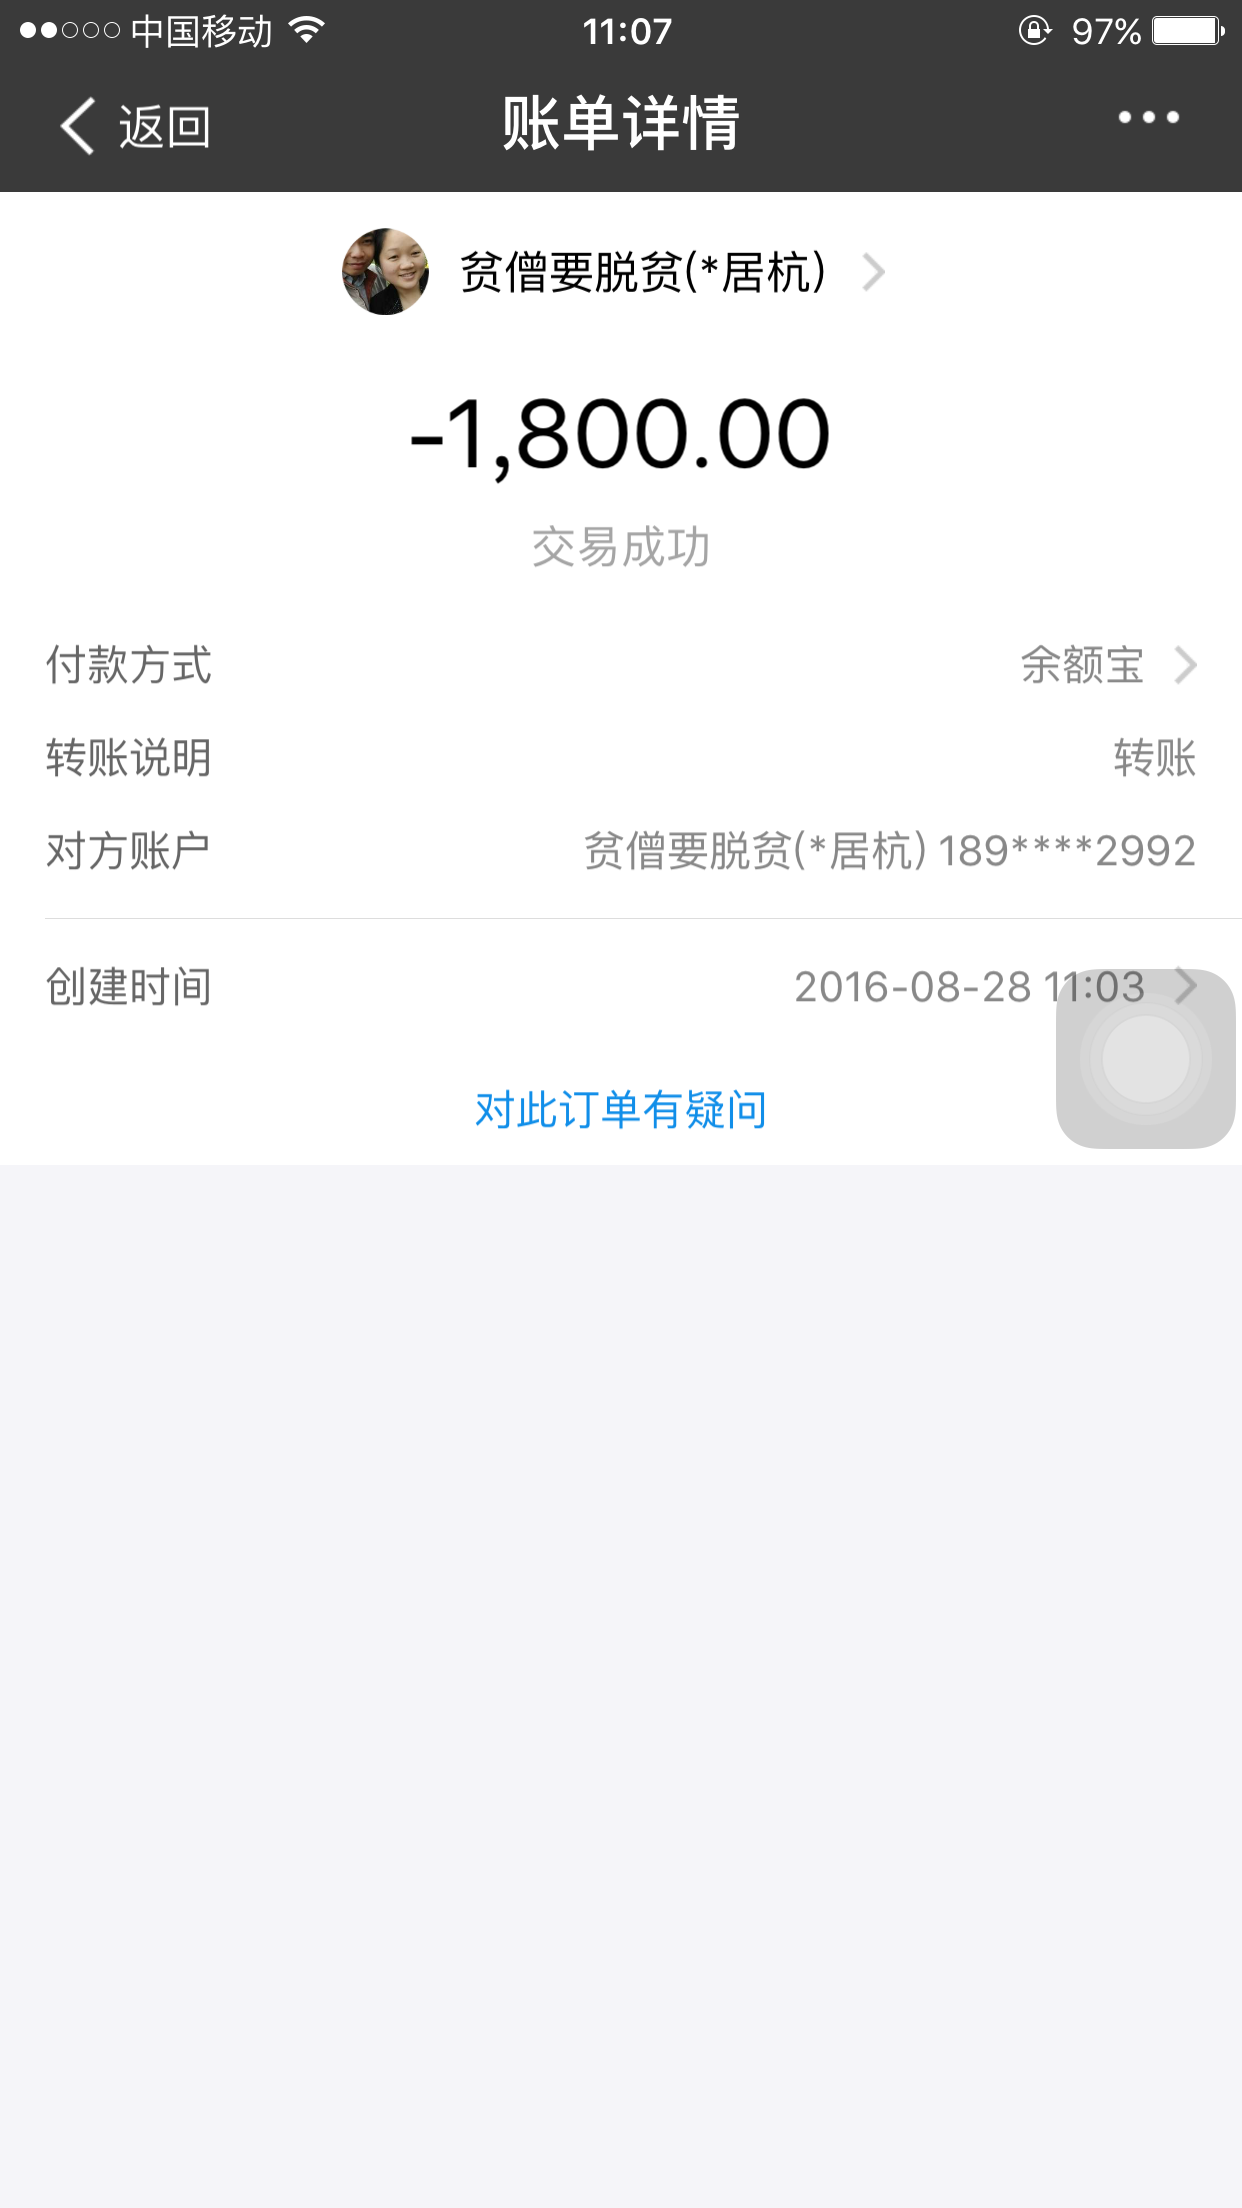 中国移动 11:07 97%
返回 账单详情
贫僧要脱贫(*居杭)
-1,800.00
交易成功
付款方式 余额宝
转账说明 转账
对方账户 贫僧要脱贫(*居杭) 189****2992
创建时间 2016-08-28 11:03
对此订单有疑问